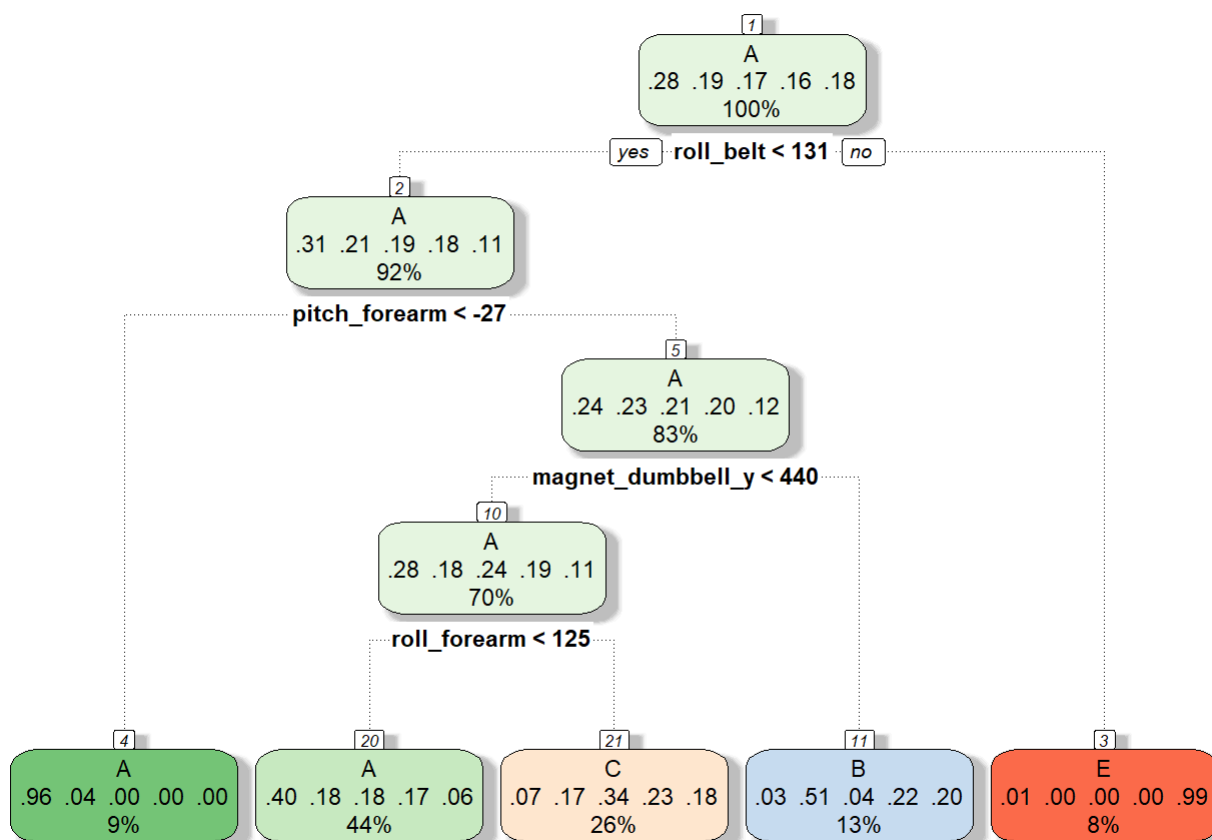 1
A
.28 .19 .17 .16 .18
100%
yes roll_belt < 131 no
2
A
.31 .21 .19 .18 .11
92%
pitch_forearm < -27
5
A
.24 .23 .21 .20 .12
83%
magnet_dumbbell_y < 440
10
A
.28 .18 .24 .19 .11
70%
roll_forearm < 125
4
A
.96 .04 .00 .00 .00
9%
20
A
.40 .18 .18 .17 .06
44%
21
C
.07 .17 .34 .23 .18
26%
11
B
.03 .51 .04 .22 .20
13%
3
E
.01 .00 .00 .00 .99
8%